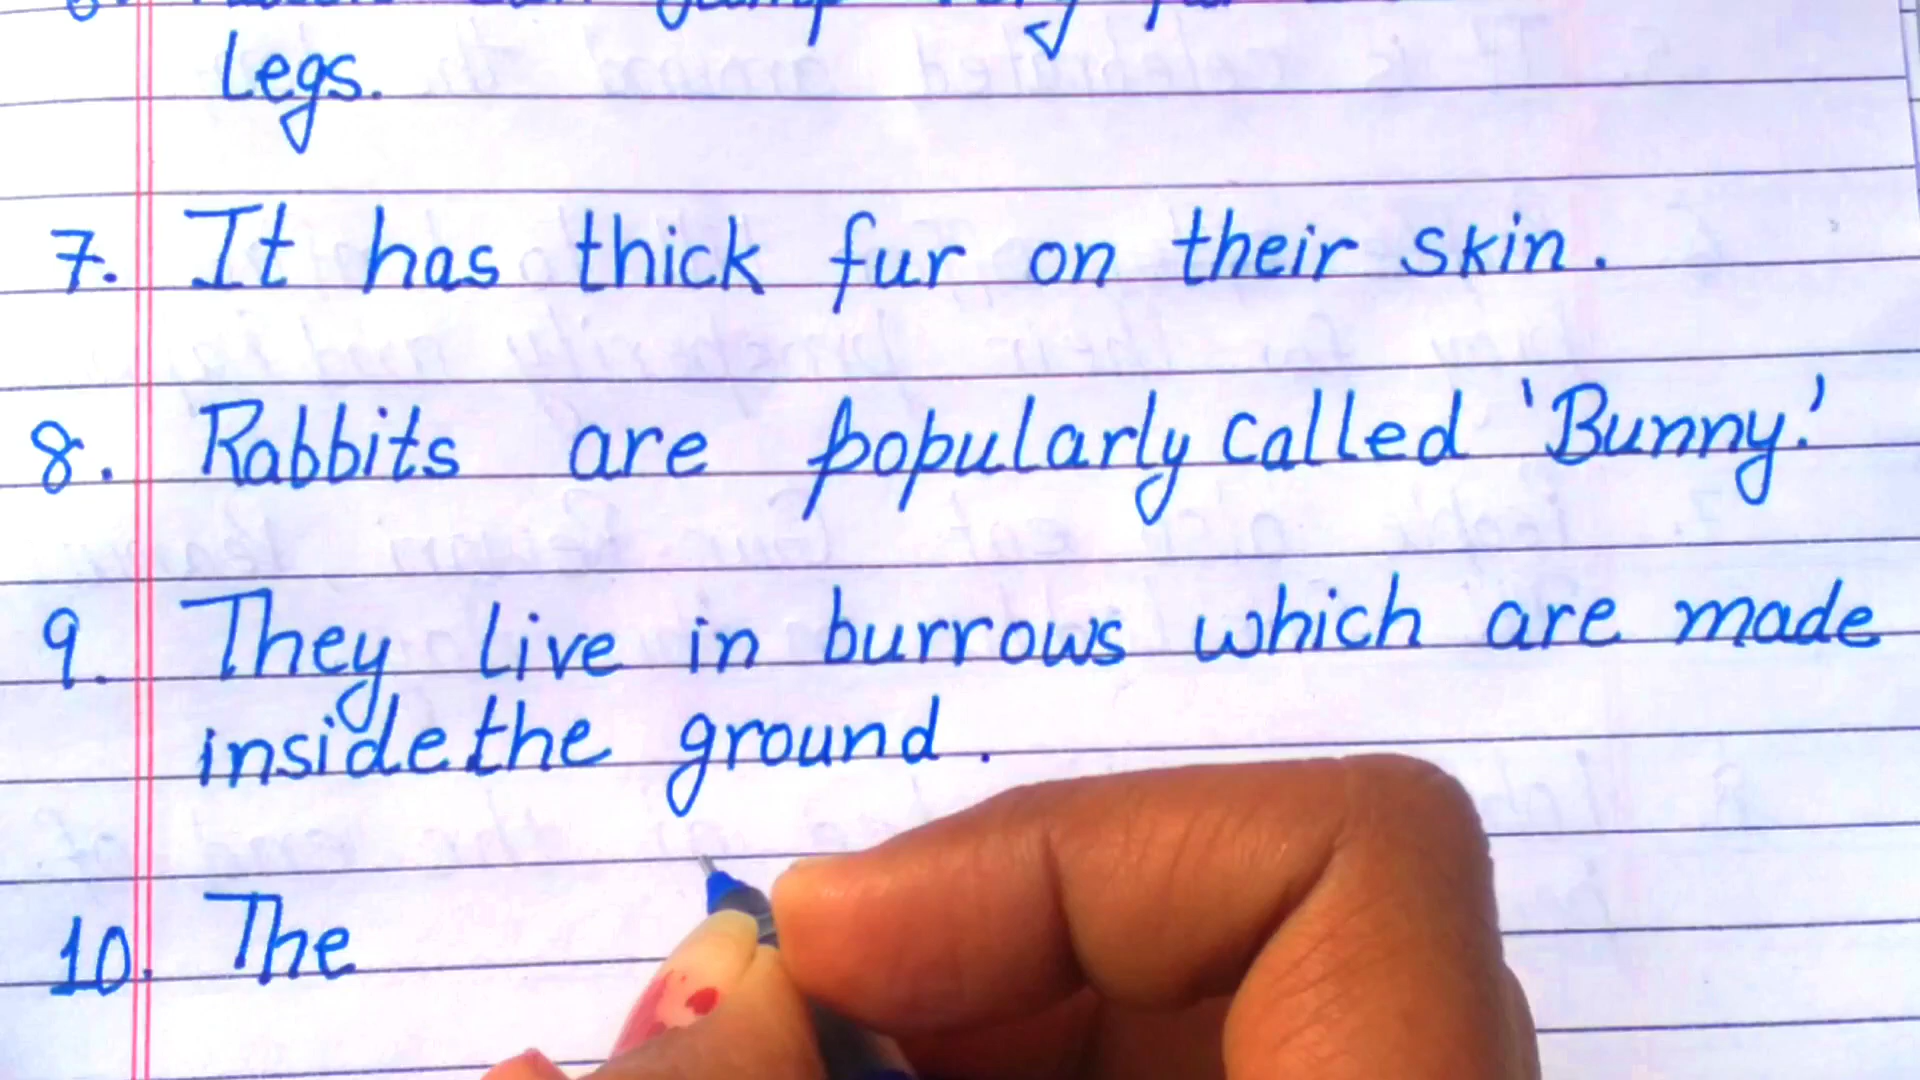 legs.
7. It has thick fur on their skin.
8. Rabbits are popularly called 'Bunny.'
9. They live in burrows which are made
inside the ground.
10. The